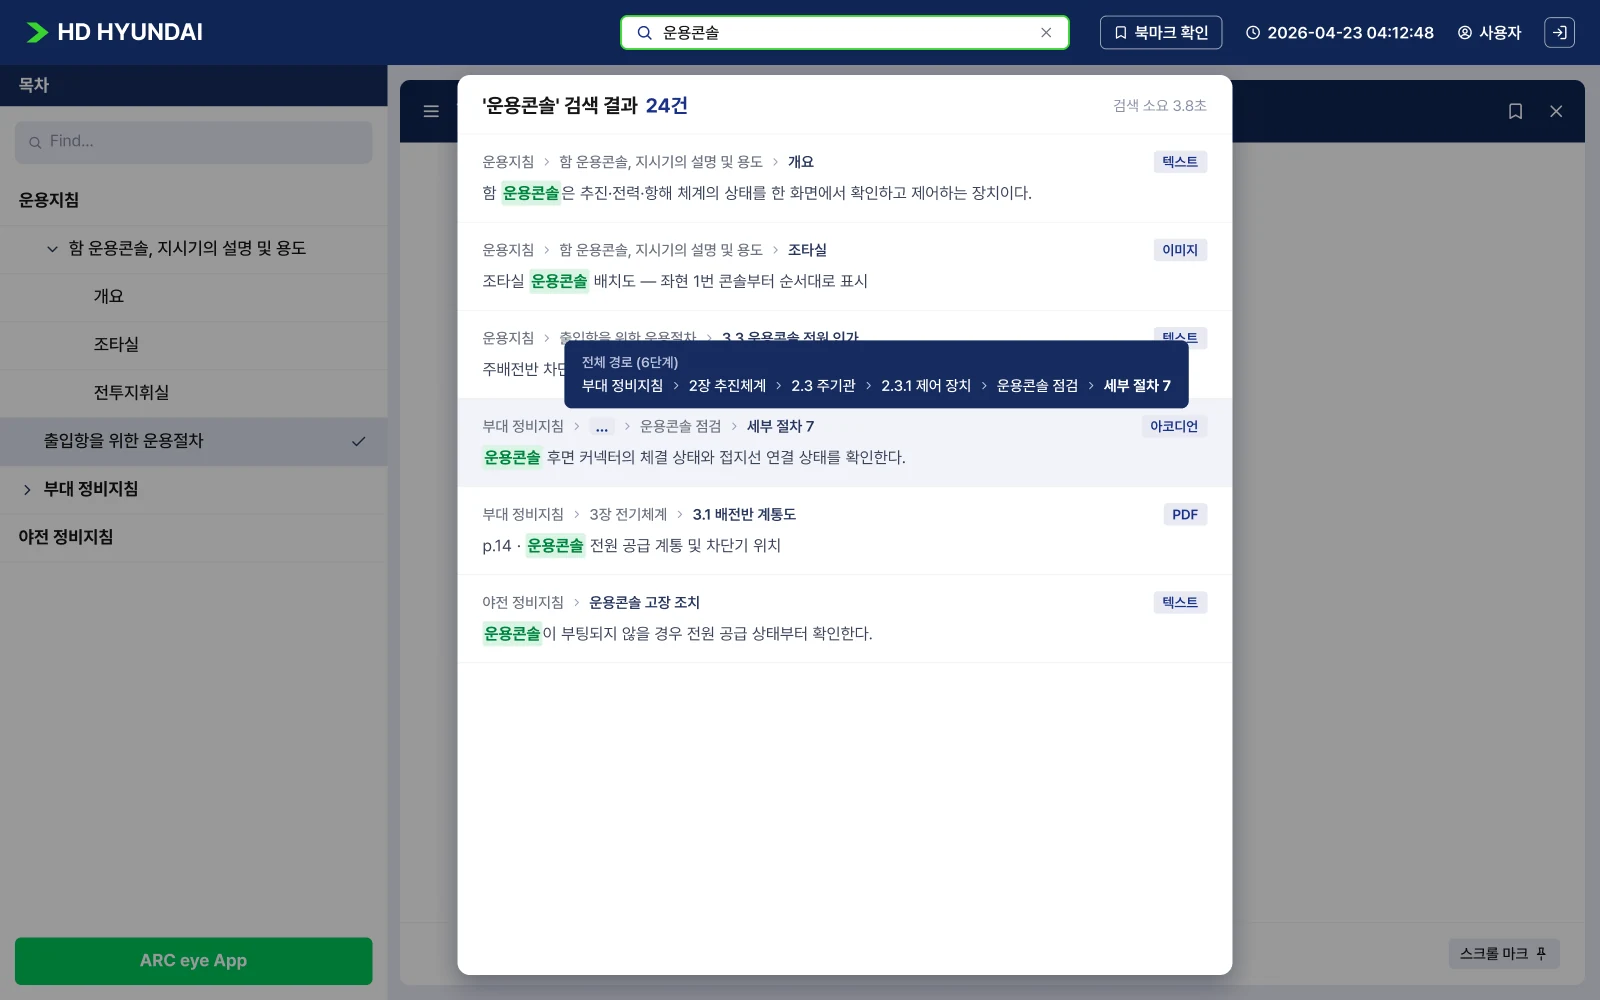 HD HYUNDAI
운용콘솔
북마크 확인
2026-04-23 04:12:48
사용자
목차
Find...
운용지침
함 운용콘솔, 지시기의 설명 및 용도
개요
조타실
전투지휘실
출입항을 위한 운용절차
부대 정비지침
야전 정비지침
ARC eye App
'운용콘솔' 검색 결과 24건
검색 소요 3.8초
운용지침 > 함 운용콘솔, 지시기의 설명 및 용도 > 개요
텍스트
함 운용콘솔은 추진·전력·항해 체계의 상태를 한 화면에서 확인하고 제어하는 장치이다.
운용지침 > 함 운용콘솔, 지시기의 설명 및 용도 > 조타실
이미지
조타실 운용콘솔 배치도 — 좌현 1번 콘솔부터 순서대로 표시
운용지침 > 출입항을 위한 운용절차 > 3.3 운용콘솔 전원 인가
텍스트
주배전반 차단
전체 경로 (6단계)
부대 정비지침 > 2장 추진체계 > 2.3 주기관 > 2.3.1 제어 장치 > 운용콘솔 점검 > 세부 절차 7
부대 정비지침 > ... > 운용콘솔 점검 > 세부 절차 7
아코디언
운용콘솔 후면 커넥터의 체결 상태와 접지선 연결 상태를 확인한다.
부대 정비지침 > 3장 전기체계 > 3.1 배전반 계통도
PDF
p.14 · 운용콘솔 전원 공급 계통 및 차단기 위치
야전 정비지침 > 운용콘솔 고장 조치
텍스트
운용콘솔이 부팅되지 않을 경우 전원 공급 상태부터 확인한다.
스크롤 마크